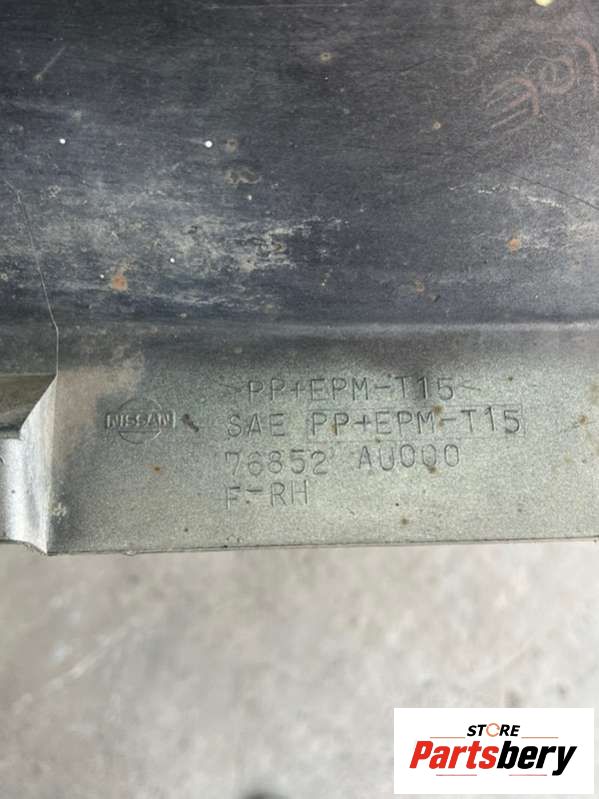 >PP+EPM-T15<
NISSAN
SAE PP+EPM-T15
76852 AU000
F-RH
STORE
Partsbery